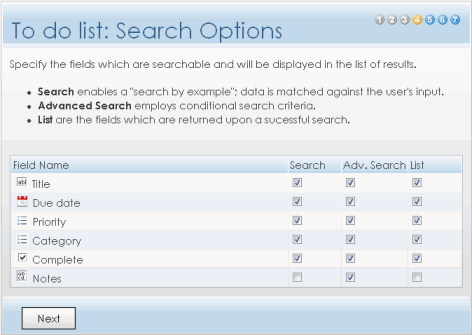 To do list: Search Options
1 2 3 4 5 6 7
Specify the fields which are searchable and will be displayed in the list of results.
• Search enables a "search by example"; data is matched against the user's input.
• Advanced Search employs conditional search criteria.
• List are the fields which are returned upon a sucessful search.
Field Name Search Adv. Search List
Title
Due date
Priority
Category
Complete
Notes
Next